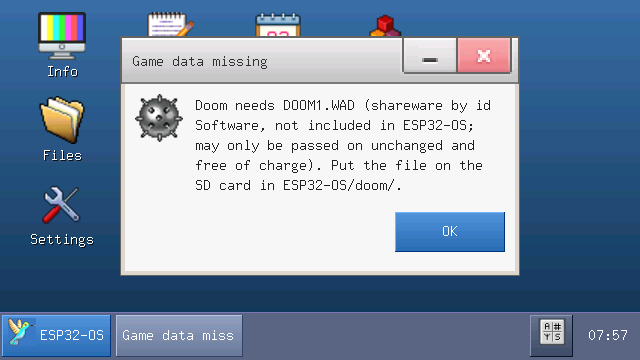 Info
Files
Settings
Game data missing
Doom needs DOOM1.WAD (shareware by id
Software, not included in ESP32-OS;
may only be passed on unchanged and
free of charge). Put the file on the
SD card in ESP32-OS/doom/.
OK
ESP32-OS
Game data miss
A#
TS
07:57